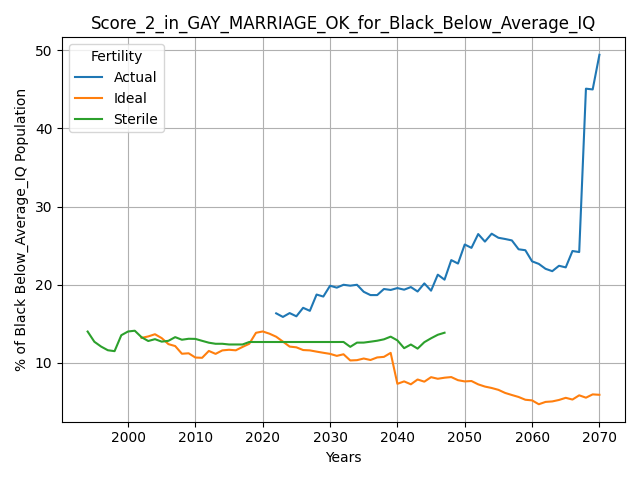 Score_2_in_GAY_MARRIAGE_OK_for_Black_Below_Average_IQ
Fertility
Actual
Ideal
Sterile
% of Black Below_Average_IQ Population
50
40
30
20
10
2000 2010 2020 2030 2040 2050 2060 2070
Years